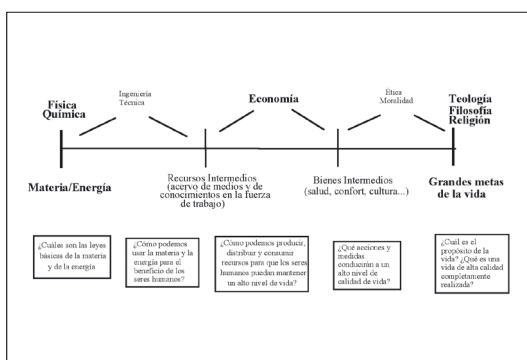 Física
Química
Ingeniería
Técnica
Economía
Ética
Moralidad
Teología
Filosofía
Religión
Materia/Energía
Recursos Intermedios
(acervo de medios y de
conocimientos en la fuerza
de trabajo)
Bienes Intermedios
(salud, confort, cultura...)
Grandes metas
de la vida
¿Cuáles son las leyes
básicas de la materia
y de la energía
¿Cómo podemos
usar la materia y la
energía para el
beneficio de los
seres humanos?
¿Cómo podemos producir,
distribuir y consumir
recursos para que los seres
humanos puedan mantener
un alto nivel de vida?
¿Qué acciones y
medidas
conducirán a un
alto nivel de
calidad de vida?
¿Cuál es el
propósito de la
vida? ¿Qué es una
vida de alta calidad
completamente
realizada?